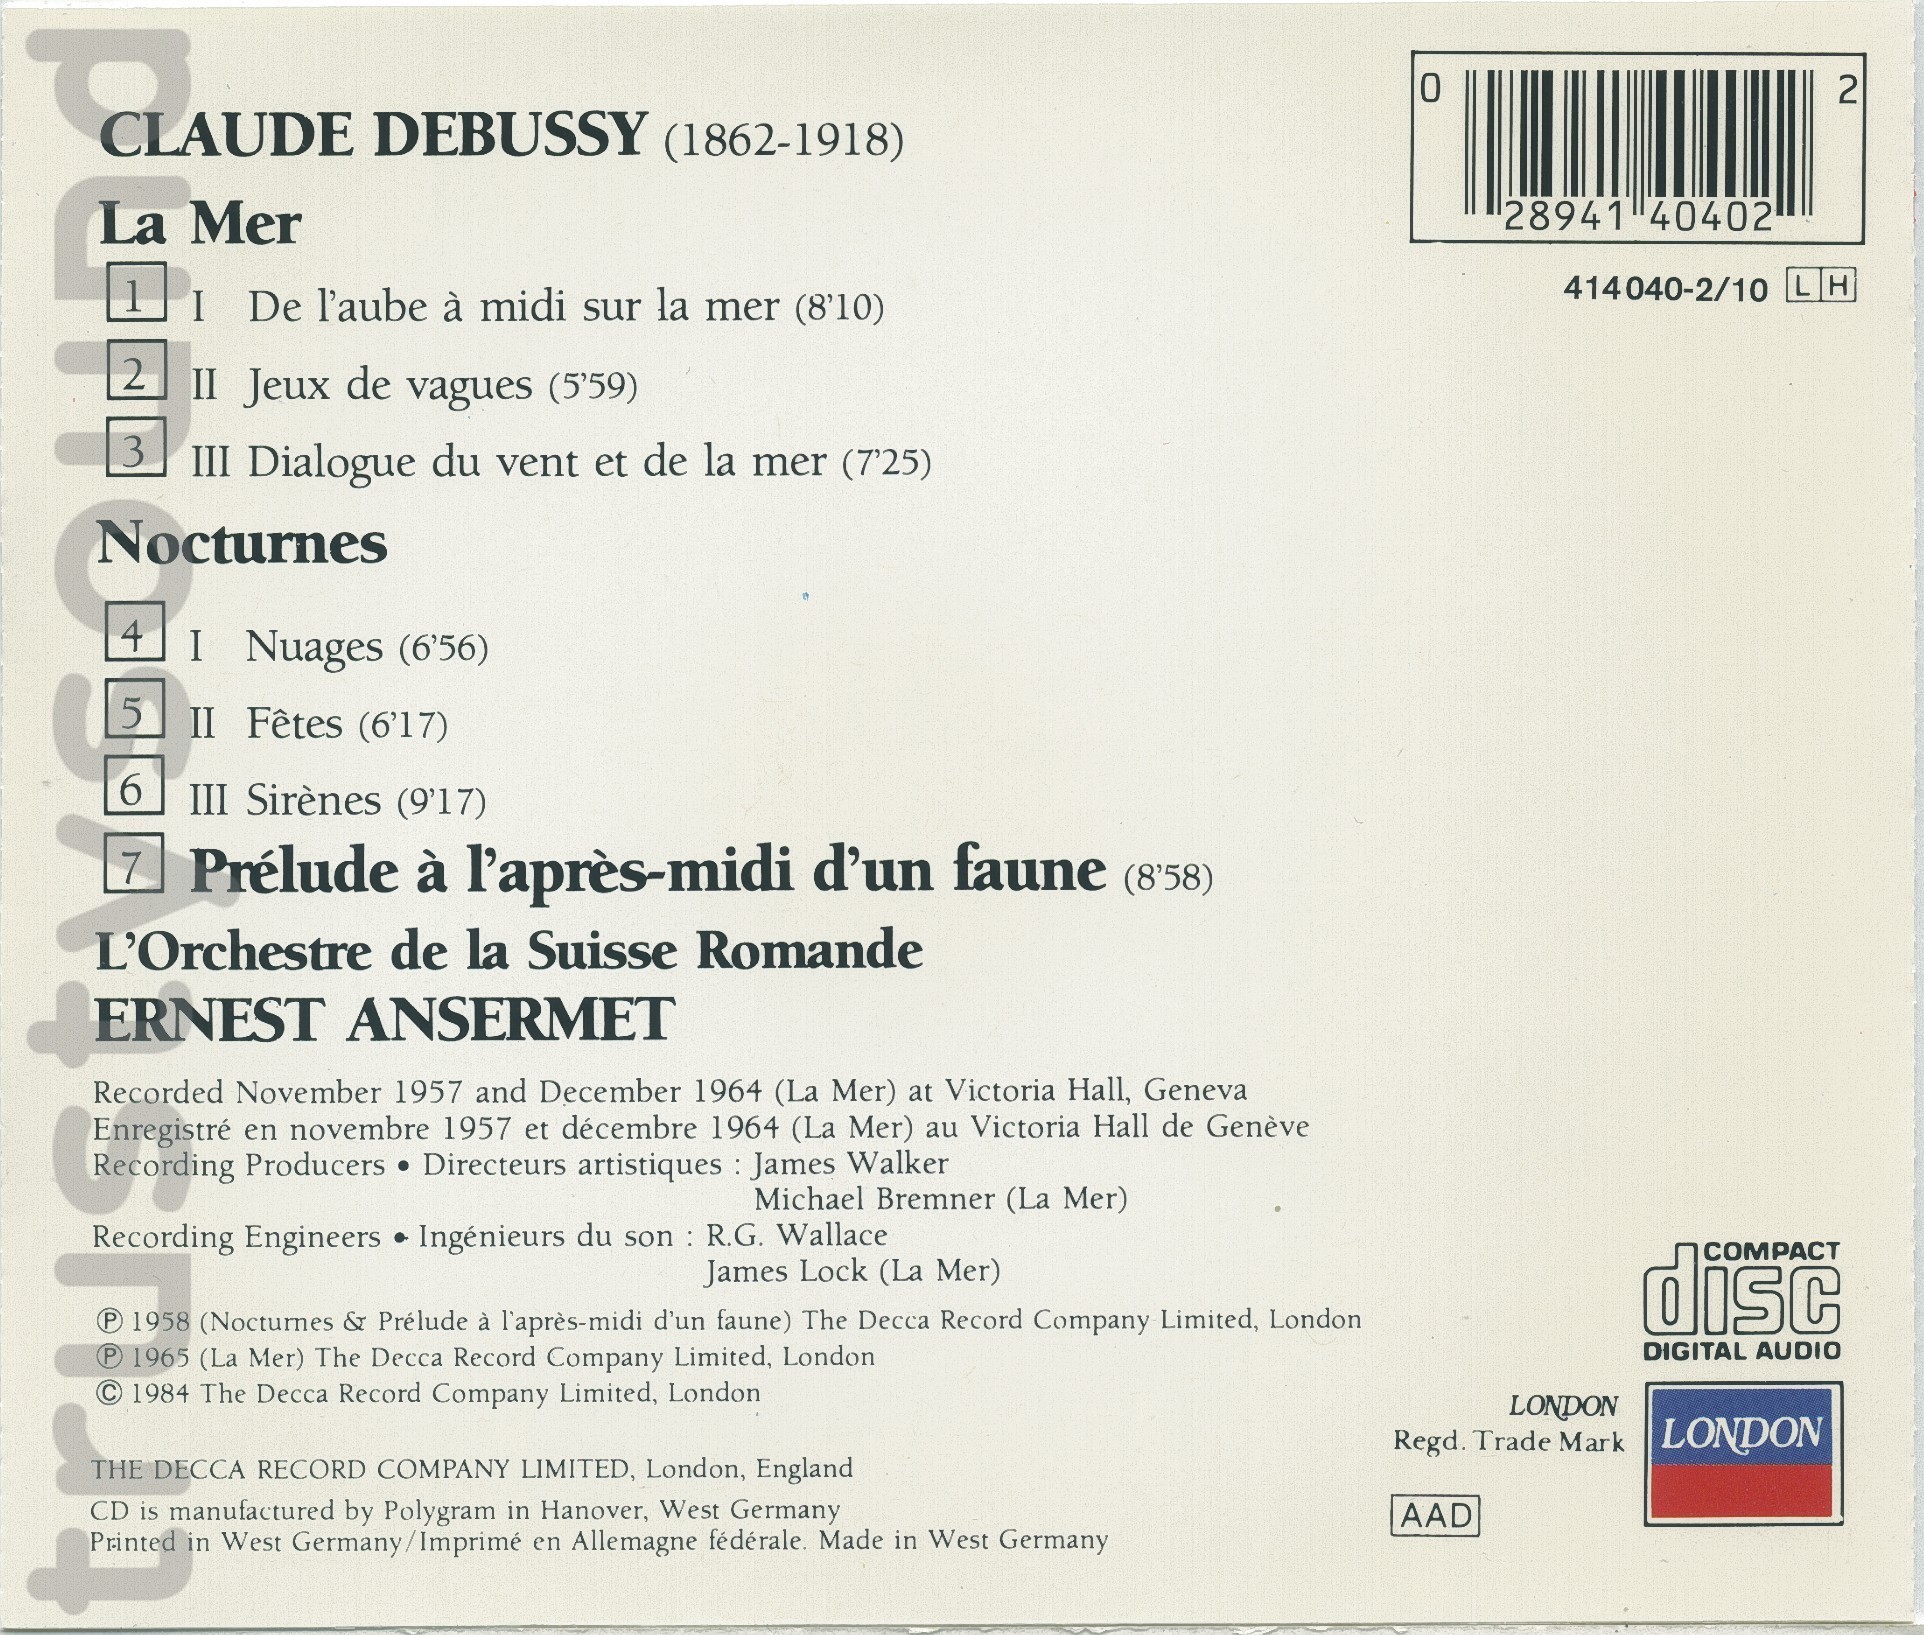 CLAUDE DEBUSSY (1862-1918)
La Mer
1 I De l'aube à midi sur la mer (8'10)
2 II Jeux de vagues (5'59)
3 III Dialogue du vent et de la mer (7'25)
Nocturnes
4 I Nuages (6'56)
5 II Fêtes (6'17)
6 III Sirènes (9'17)
7 Prélude à l'après-midi d'un faune (8'58)
L'Orchestre de la Suisse Romande
ERNEST ANSERMET
Recorded November 1957 and December 1964 (La Mer) at Victoria Hall, Geneva
Enregistré en novembre 1957 et décembre 1964 (La Mer) au Victoria Hall de Genève
Recording Producers • Directeurs artistiques : James Walker
Michael Bremner (La Mer)
Recording Engineers • Ingénieurs du son : R.G. Wallace
James Lock (La Mer)
℗ 1958 (Nocturnes & Prélude à l'après-midi d'un faune) The Decca Record Company Limited, London
℗ 1965 (La Mer) The Decca Record Company Limited, London
© 1984 The Decca Record Company Limited, London
THE DECCA RECORD COMPANY LIMITED, London, England
CD is manufactured by Polygram in Hanover, West Germany
Printed in West Germany/Imprimé en Allemagne fédérale. Made in West Germany
0 28941 40402 2
414 040-2/10 L H
COMPACT
disc
DIGITAL AUDIO
LONDON
Regd. Trade Mark
LONDON
AAD
trustysound